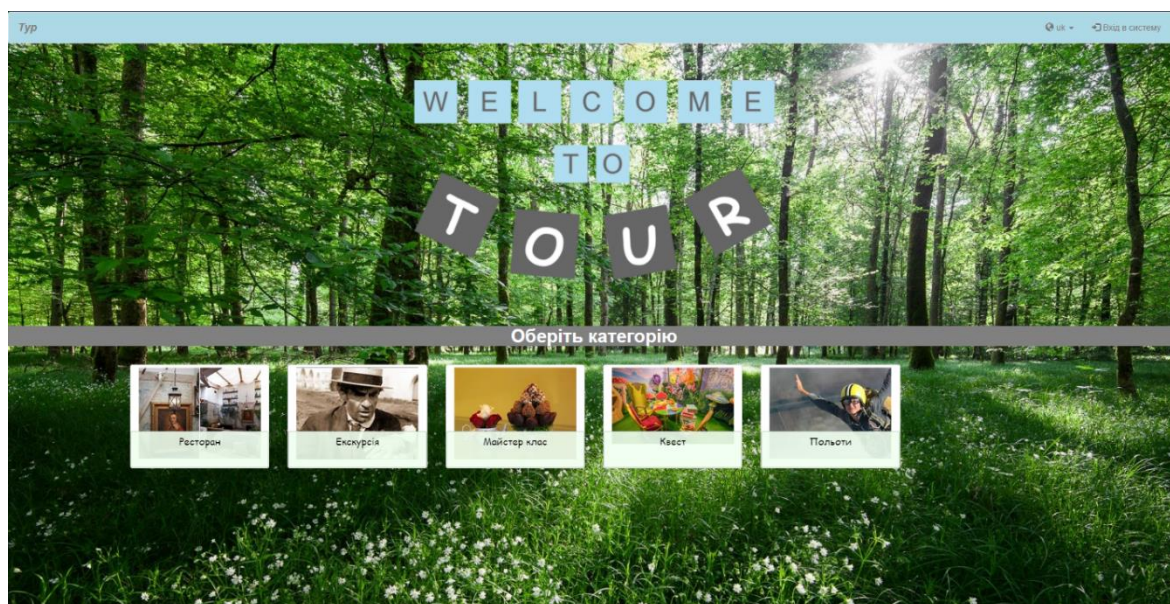 Тур uk Вхід в систему
WELCOME
TO
TOUR
Оберіть категорію
Ресторан Екскурсія Майстер клас Квест Польоти